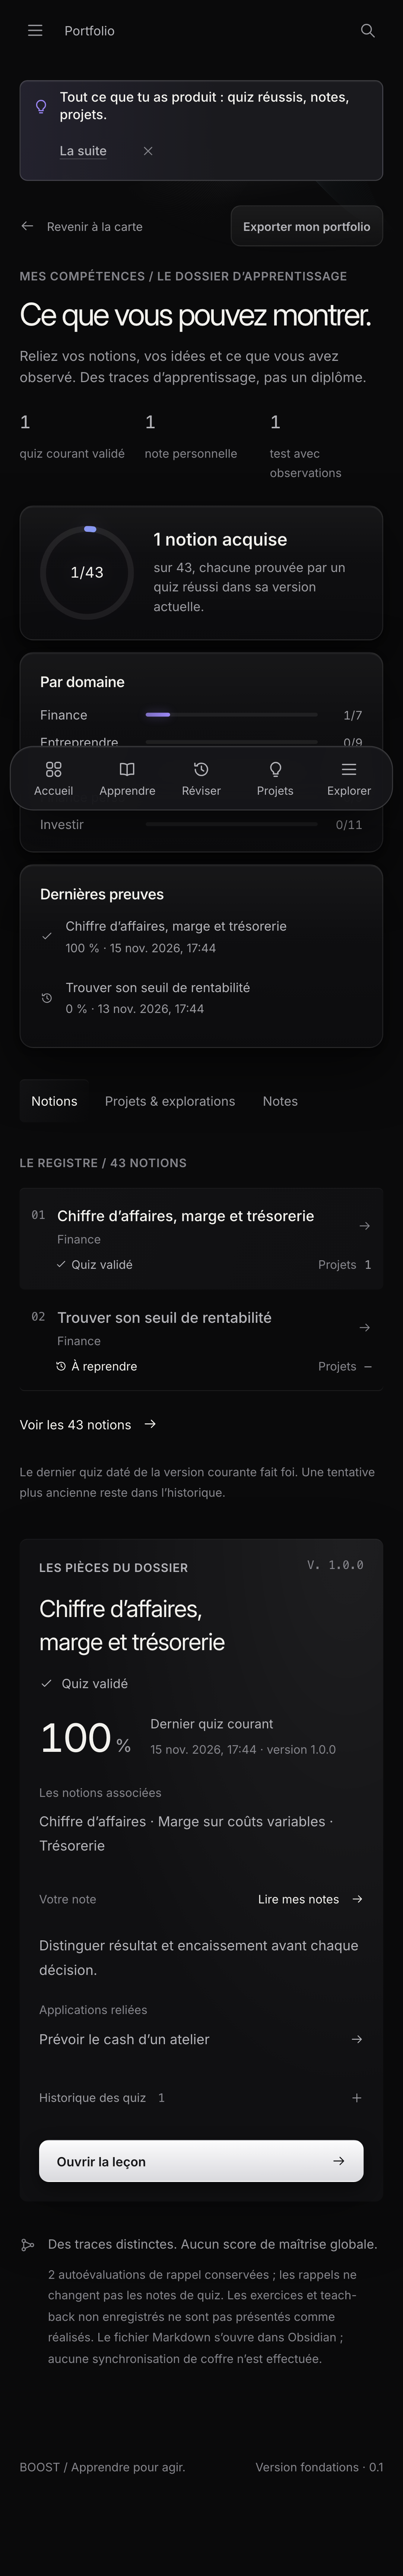 Portfolio
Tout ce que tu as produit : quiz réussis, notes,
projets.
La suite
Revenir à la carte
Exporter mon portfolio
MES COMPÉTENCES / LE DOSSIER D’APPRENTISSAGE
Ce que vous pouvez montrer.
Reliez vos notions, vos idées et ce que vous avez
observé. Des traces d’apprentissage, pas un diplôme.
1
quiz courant validé
1
note personnelle
1
test avec
observations
1/43
1 notion acquise
sur 43, chacune prouvée par un
quiz réussi dans sa version
actuelle.
Par domaine
Finance 1/7
Entreprendre 0/9
Accueil
Apprendre
Réviser
Projets
Explorer
Investir 0/11
Dernières preuves
Chiffre d’affaires, marge et trésorerie
100 % · 15 nov. 2026, 17:44
Trouver son seuil de rentabilité
0 % · 13 nov. 2026, 17:44
Notions
Projets & explorations
Notes
LE REGISTRE / 43 NOTIONS
01 Chiffre d’affaires, marge et trésorerie
Finance
Quiz validé
Projets 1
02 Trouver son seuil de rentabilité
Finance
À reprendre
Projets –
Voir les 43 notions
Le dernier quiz daté de la version courante fait foi. Une tentative
plus ancienne reste dans l’historique.
LES PIÈCES DU DOSSIER
V. 1.0.0
Chiffre d’affaires,
marge et trésorerie
Quiz validé
100 %
Dernier quiz courant
15 nov. 2026, 17:44 · version 1.0.0
Les notions associées
Chiffre d’affaires · Marge sur coûts variables ·
Trésorerie
Votre note
Lire mes notes
Distinguer résultat et encaissement avant chaque
décision.
Applications reliées
Prévoir le cash d’un atelier
Historique des quiz 1
Ouvrir la leçon
Des traces distinctes. Aucun score de maîtrise globale.
2 autoévaluations de rappel conservées ; les rappels ne
changent pas les notes de quiz. Les exercices et teach-
back non enregistrés ne sont pas présentés comme
réalisés. Le fichier Markdown s’ouvre dans Obsidian ;
aucune synchronisation de coffre n’est effectuée.
BOOST / Apprendre pour agir.
Version fondations · 0.1